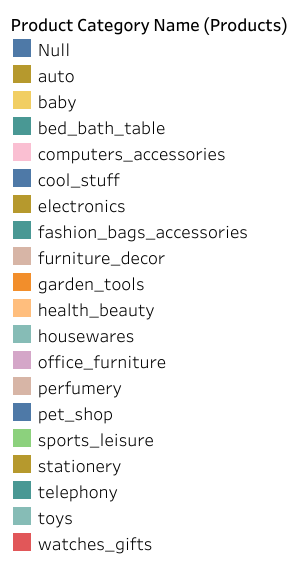 Product Category Name (Products)
Null
auto
baby
bed_bath_table
computers_accessories
cool_stuff
electronics
fashion_bags_accessories
furniture_decor
garden_tools
health_beauty
housewares
office_furniture
perfumery
pet_shop
sports_leisure
stationery
telephony
toys
watches_gifts